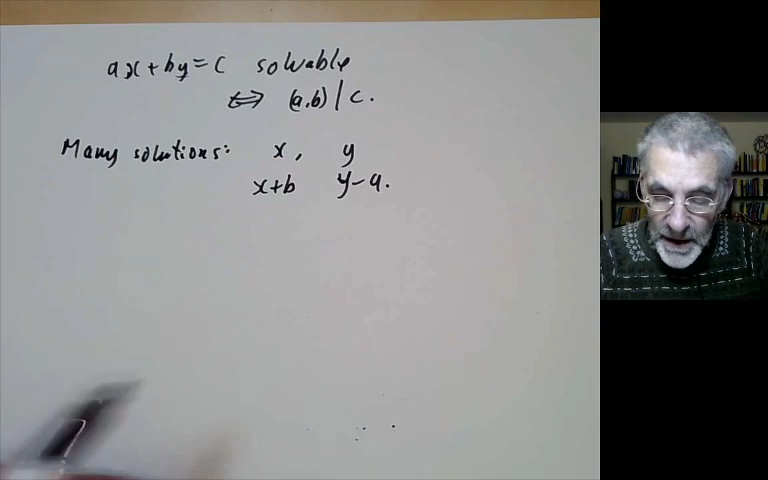 ax + by = c solvable
⇔ (a,b) | c.
Many solutions: x, y
x+b y-a.